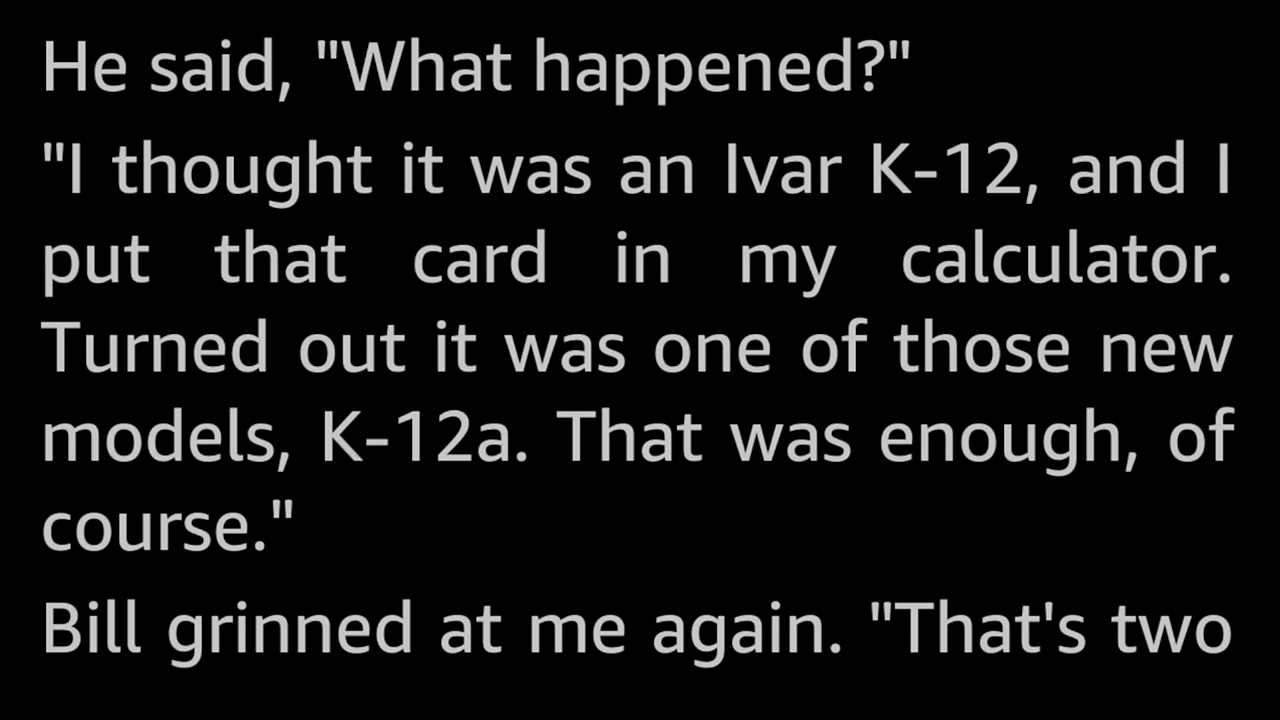 He said, "What happened?"
"I thought it was an Ivar K-12, and I
put that card in my calculator.
Turned out it was one of those new
models, K-12a. That was enough, of
course."
Bill grinned at me again. "That's two